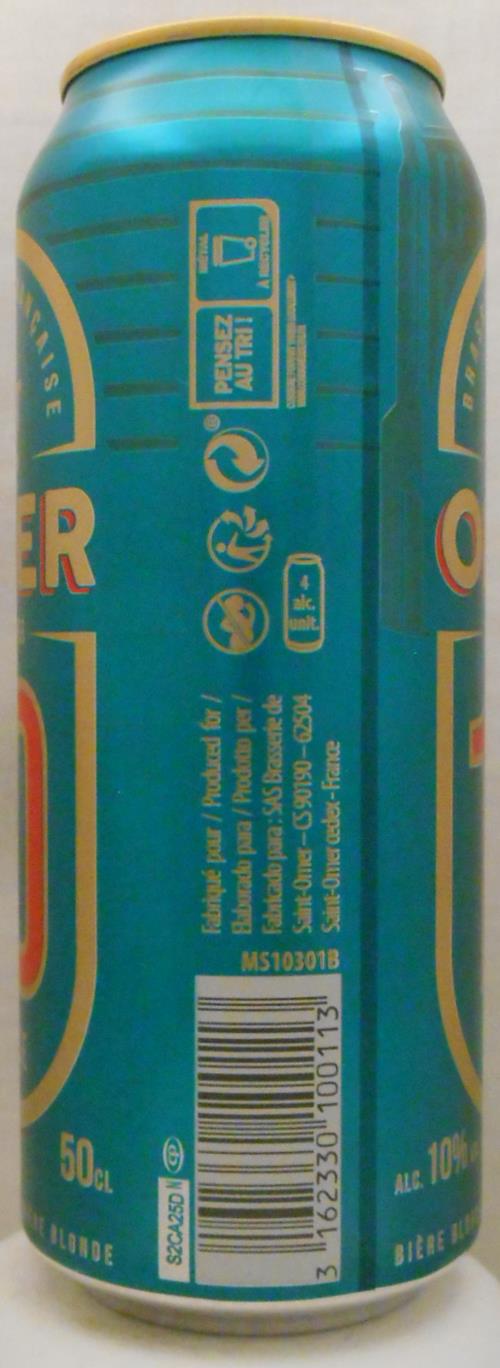 MÉTAL
À RECYCLER
PENSEZ
AU TRI !
®
4
alc.
unit.
Fabriqué pour / Produced for /
Elaborado para / Prodotto per /
Fabricado para : SAS Brasserie de
Saint-Omer – CS 90190 – 62504
Saint-Omer cedex - France
MS10301B
3 162330 100113
S2CA25D N
ER
O
50CL
BLONDE
ALC. 10%
BIÈRE